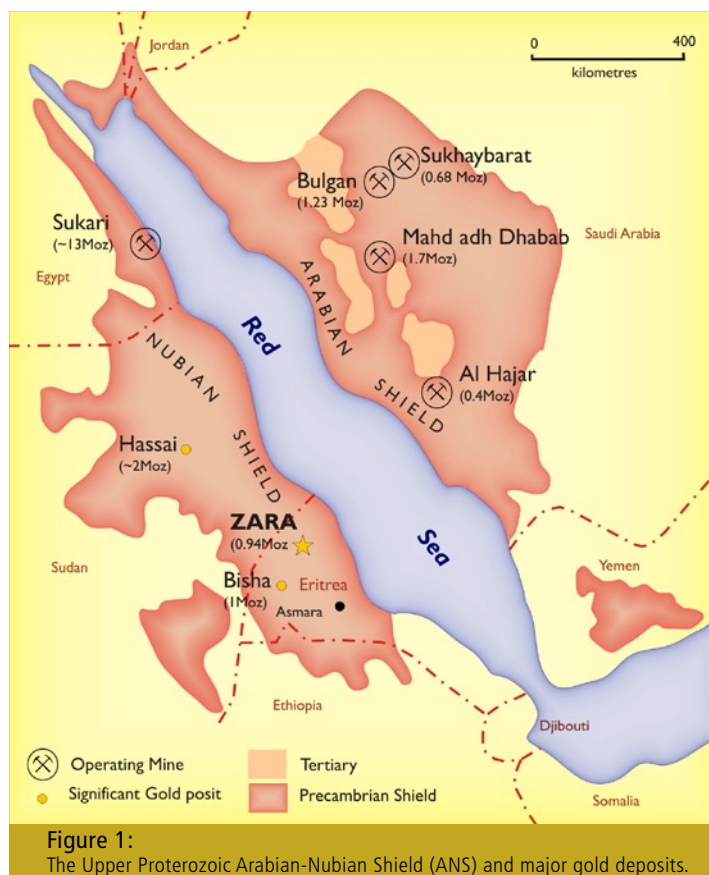 Jordan
0 400
kilometres
Sukhaybarat
(0.68 Moz)
Bulgan
(1.23 Moz)
Sukari
(~13Moz)
Mahd adh Dhabab
(1.7Moz)
Saudi Arabia
Egypt
ARABIAN
SHIELD
Red
Sea
NUBIAN
SHIELD
Al Hajar
(0.4Moz)
Hassai
(~2Moz)
ZARA
(0.94Moz
Sudan
Bisha
(1Moz)
Eritrea
Asmara
Yemen
Ethiopia
Djibouti
Somalia
Operating Mine
Significant Gold posit
Tertiary
Precambrian Shield
Figure 1:
The Upper Proterozoic Arabian-Nubian Shield (ANS) and major gold deposits.